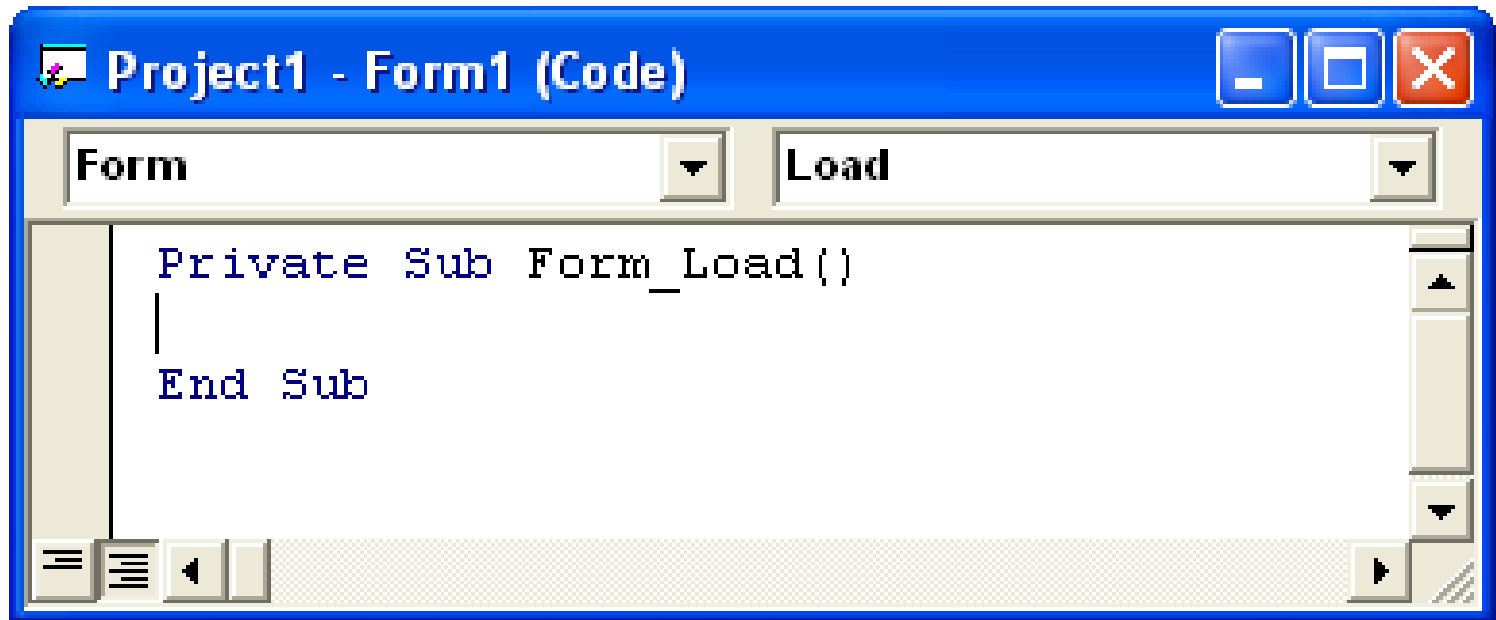 Project1 - Form1 (Code)
Form Load
Private Sub Form_Load()
End Sub